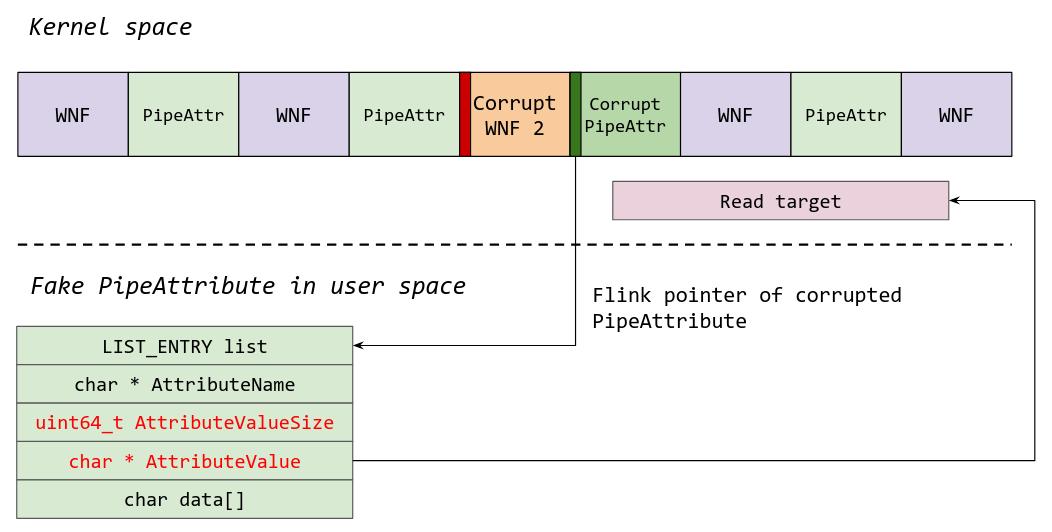 Kernel space
WNF
PipeAttr
WNF
PipeAttr
Corrupt
WNF 2
Corrupt
PipeAttr
WNF
PipeAttr
WNF
Read target
Fake PipeAttribute in user space
Flink pointer of corrupted
PipeAttribute
LIST_ENTRY list
char * AttributeName
uint64_t AttributeValueSize
char * AttributeValue
char data[]